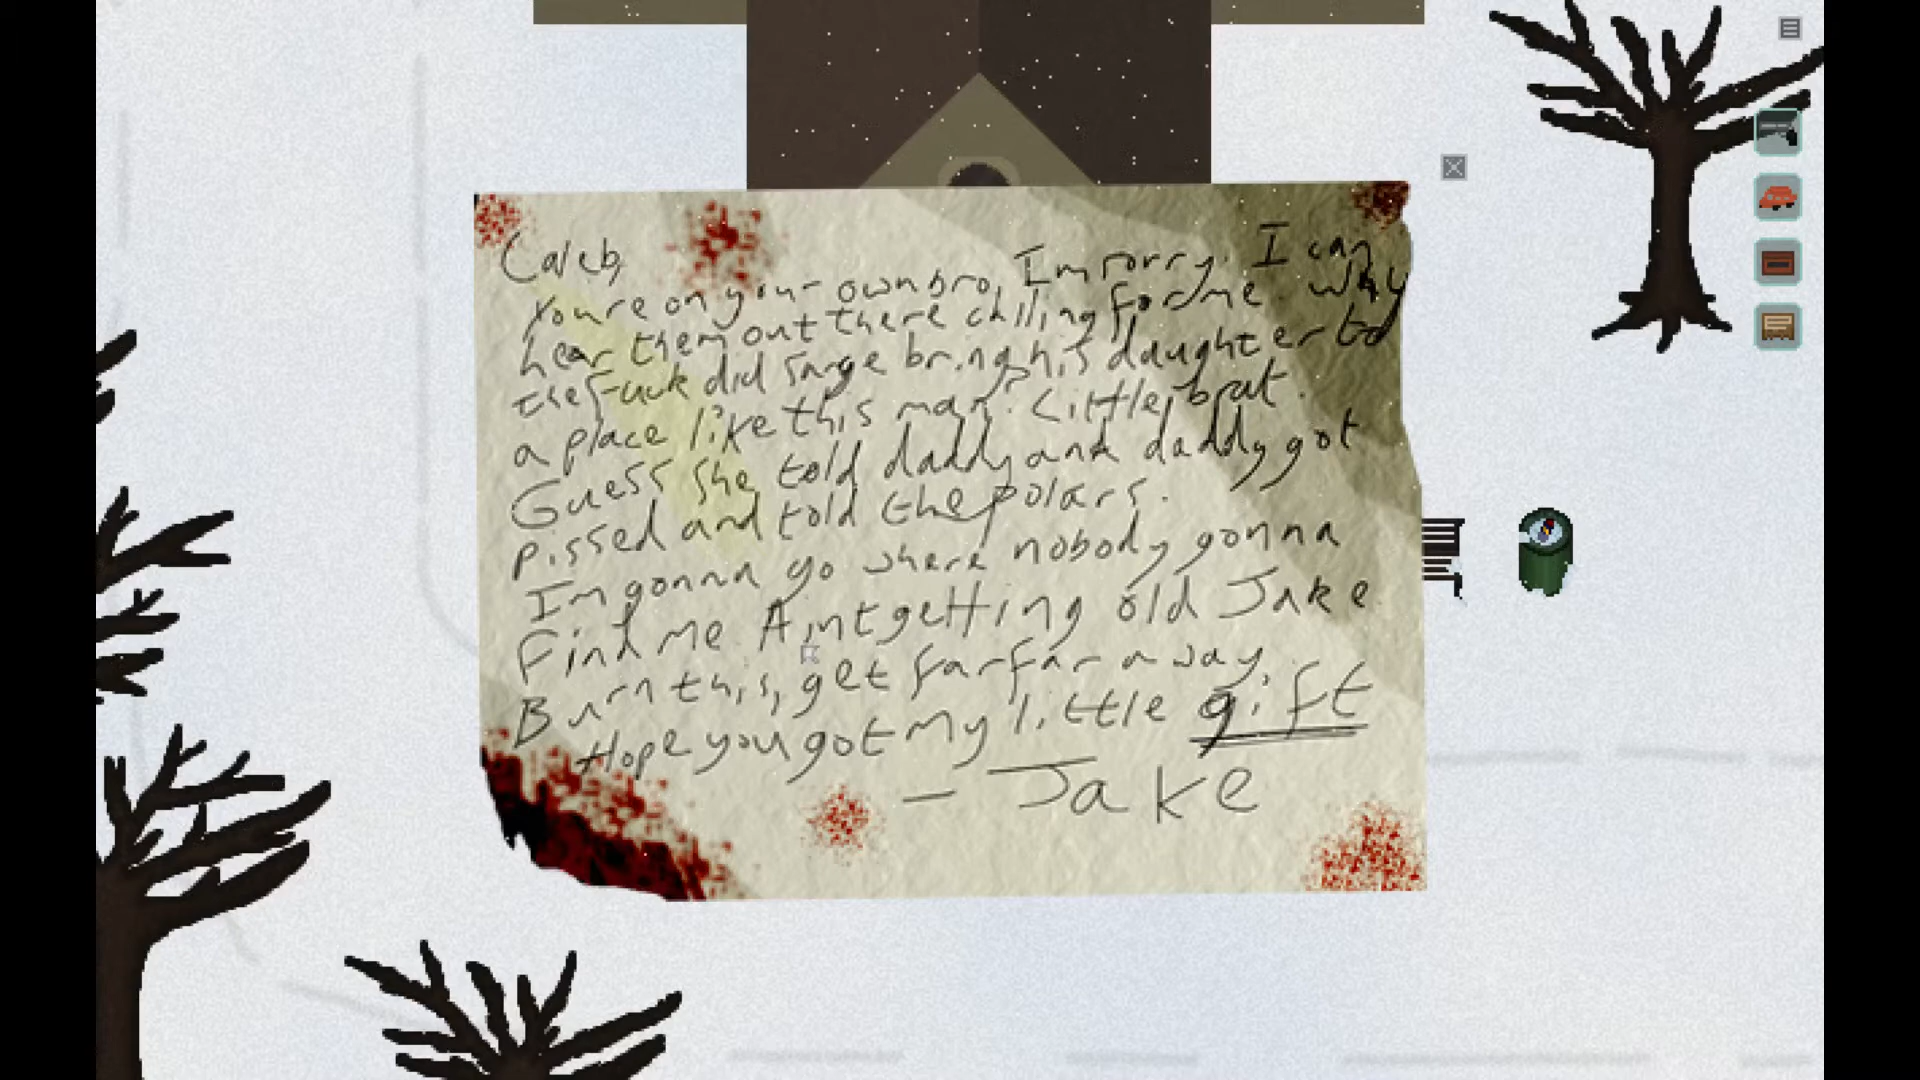 Caleb,
Youre on your own bro, Im sorry. I can
hear them out there chilling for me. Why
the fuck did Sarge bring his daughter to
a place like this man? Little brat.
Guess she told daddy and daddy got
pissed and told the polars.
Im gonna go where nobody gonna
find me Aint getting old Jake
Burn this, get far far away.
Hope you got my little gift
- Jake